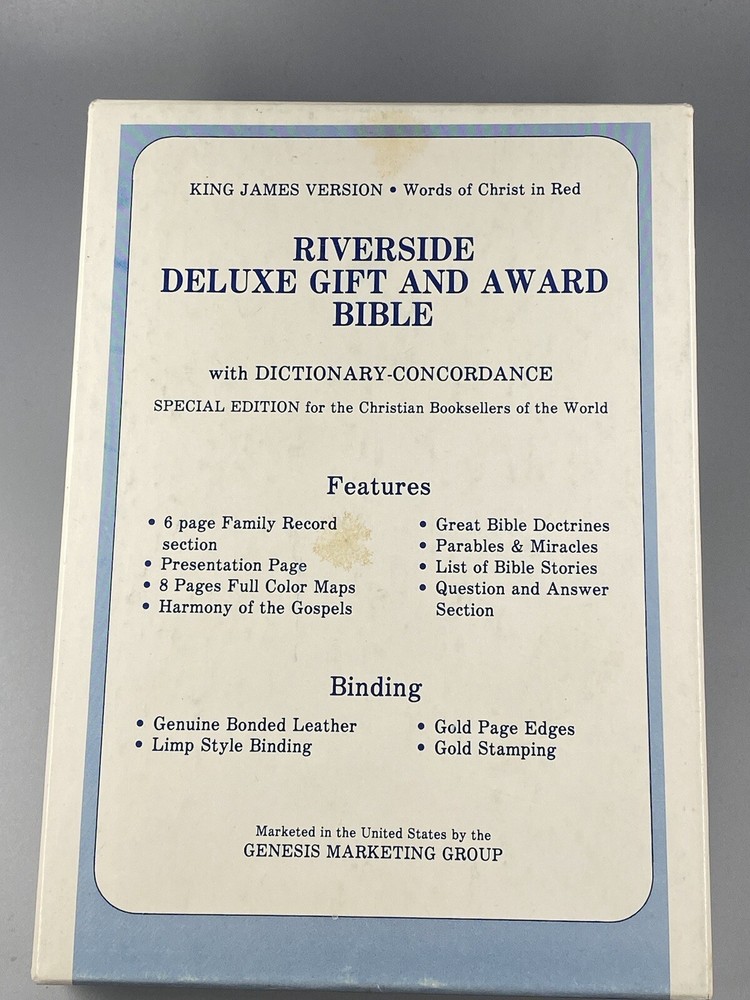 KING JAMES VERSION • Words of Christ in Red
RIVERSIDE
DELUXE GIFT AND AWARD
BIBLE
with DICTIONARY-CONCORDANCE
SPECIAL EDITION for the Christian Booksellers of the World
Features
• 6 page Family Record
section
• Presentation Page
• 8 Pages Full Color Maps
• Harmony of the Gospels
• Great Bible Doctrines
• Parables & Miracles
• List of Bible Stories
• Question and Answer
Section
Binding
• Genuine Bonded Leather
• Limp Style Binding
• Gold Page Edges
• Gold Stamping
Marketed in the United States by the
GENESIS MARKETING GROUP